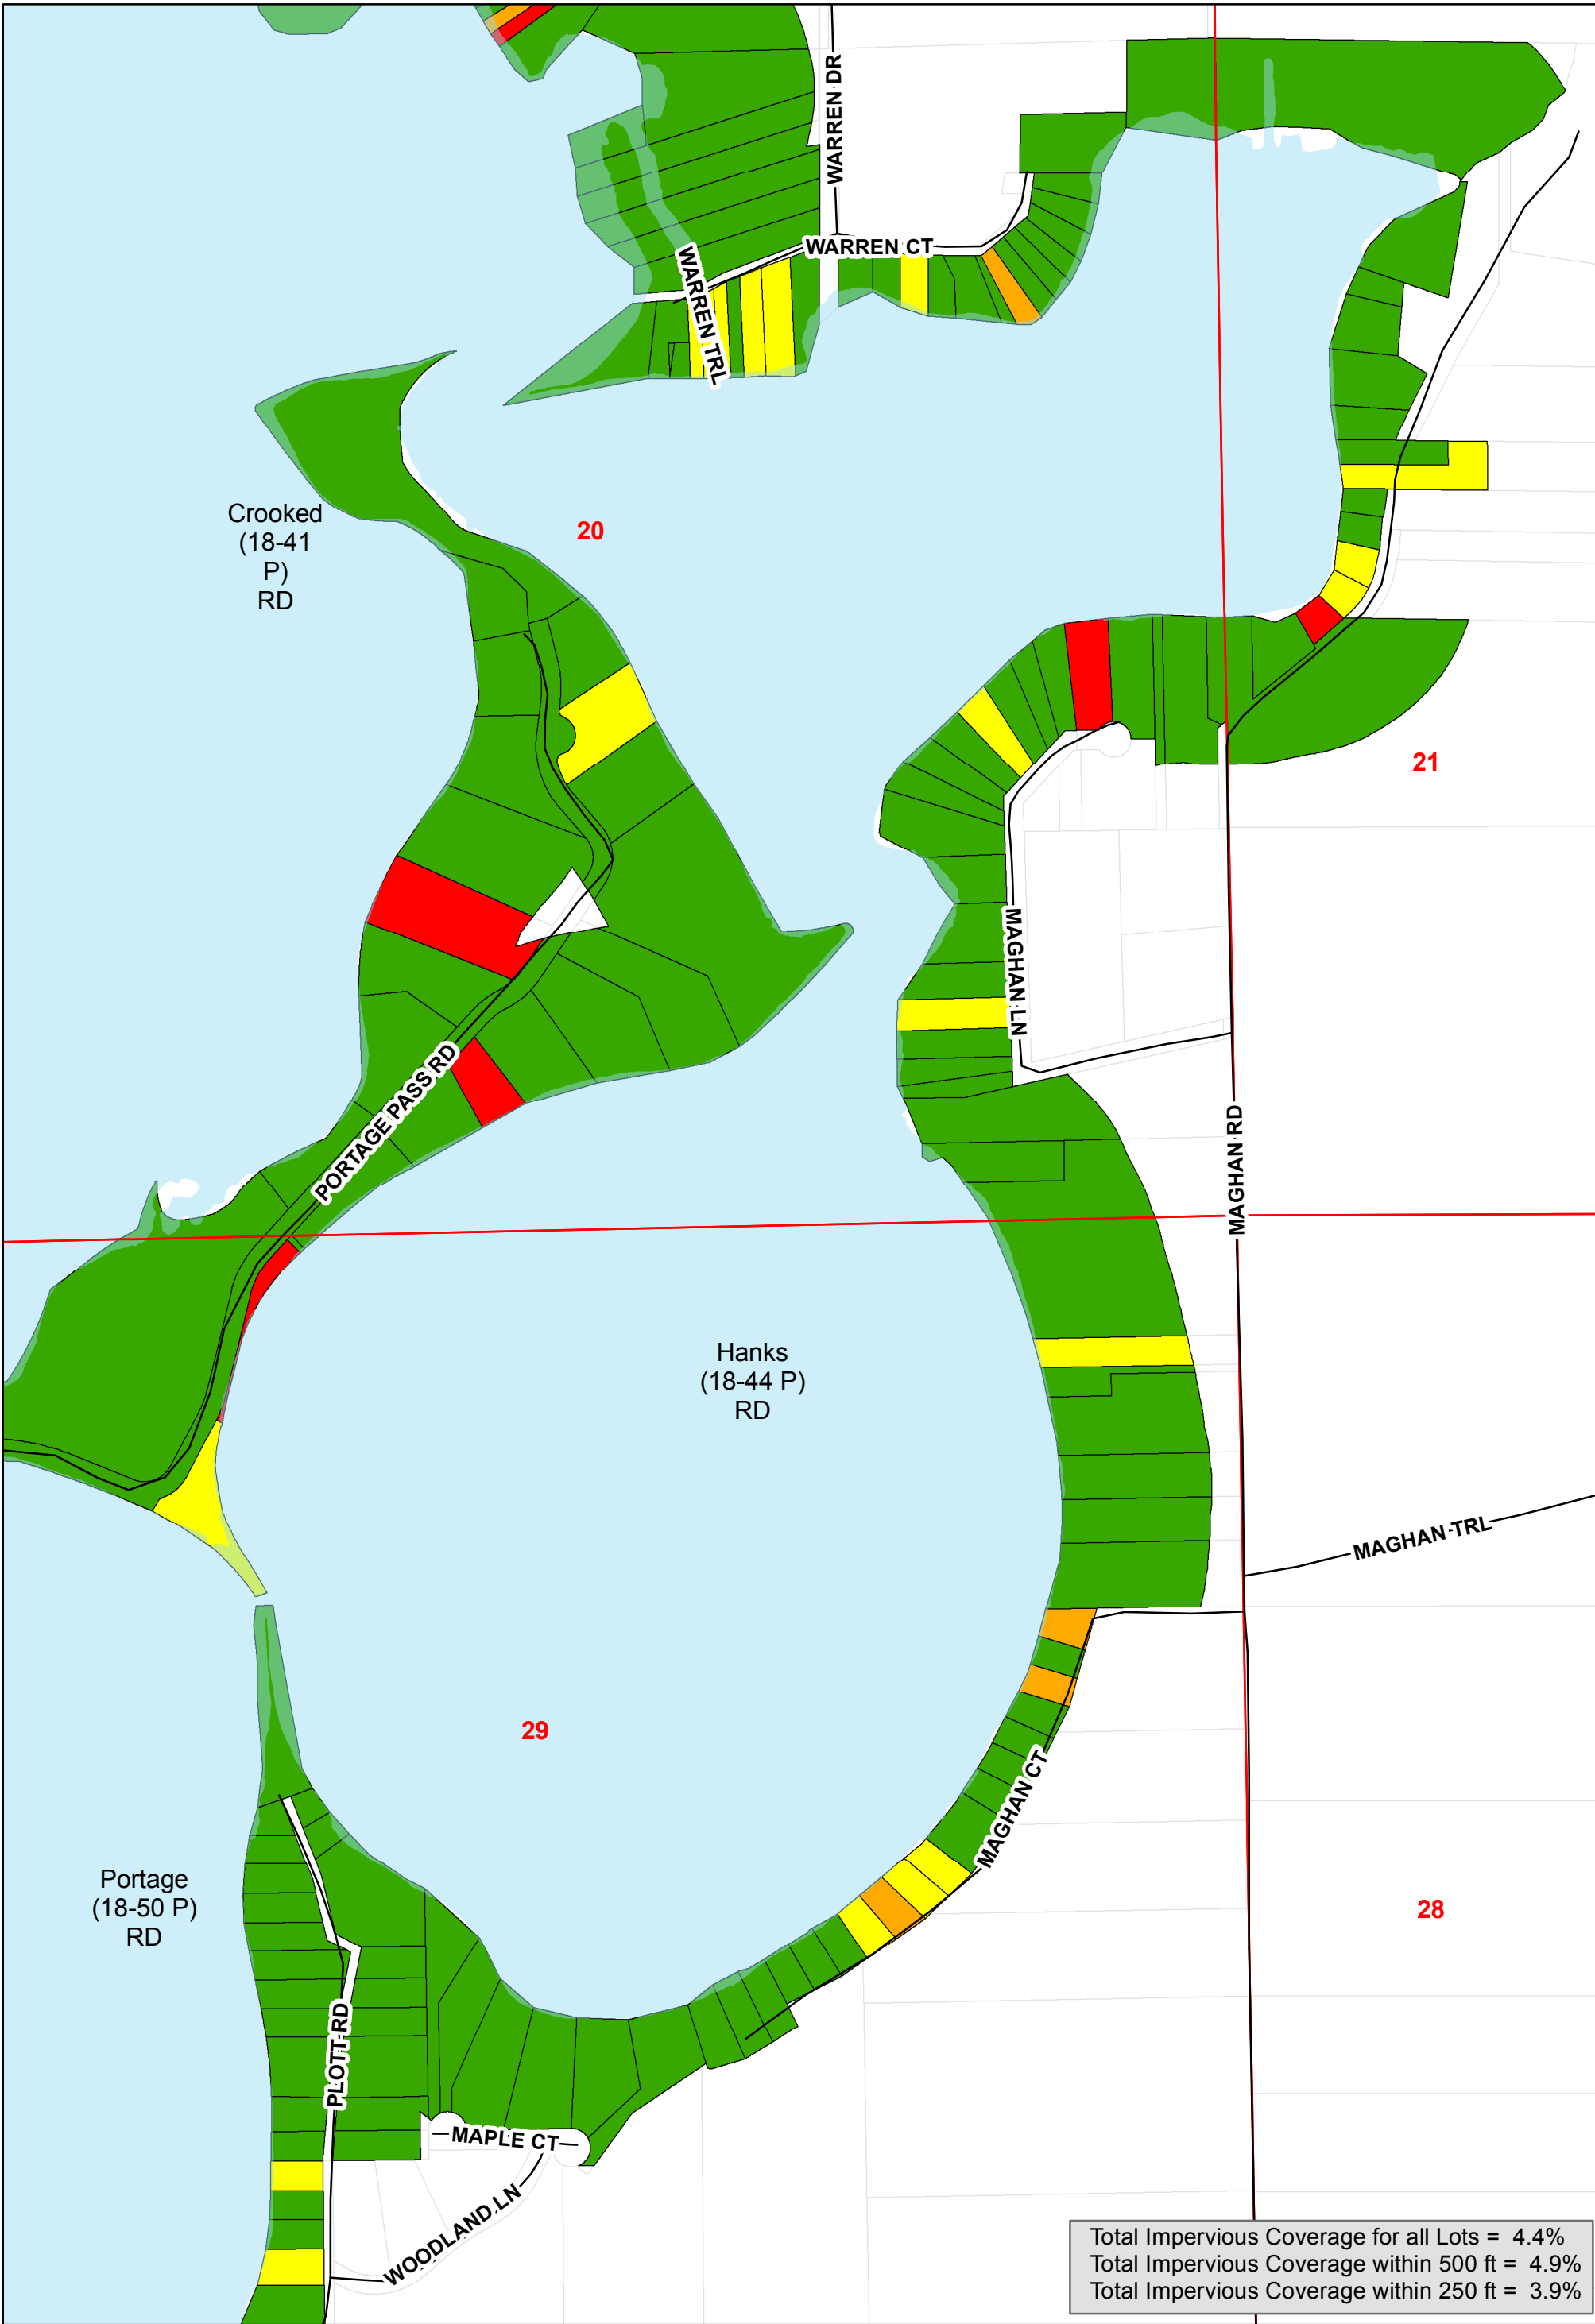 WARREN DR
WARREN CT
WARREN TRL
Crooked
(18-41
P)
RD
20
21
MAGHAN LN
PORTAGE PASS RD
MAGHAN RD
Hanks
(18-44 P)
RD
MAGHAN TRL
29
MAGHAN CT
Portage
(18-50 P)
RD
28
PLOTT RD
MAPLE CT
WOODLAND LN
Total Impervious Coverage for all Lots = 4.4%
Total Impervious Coverage within 500 ft = 4.9%
Total Impervious Coverage within 250 ft = 3.9%